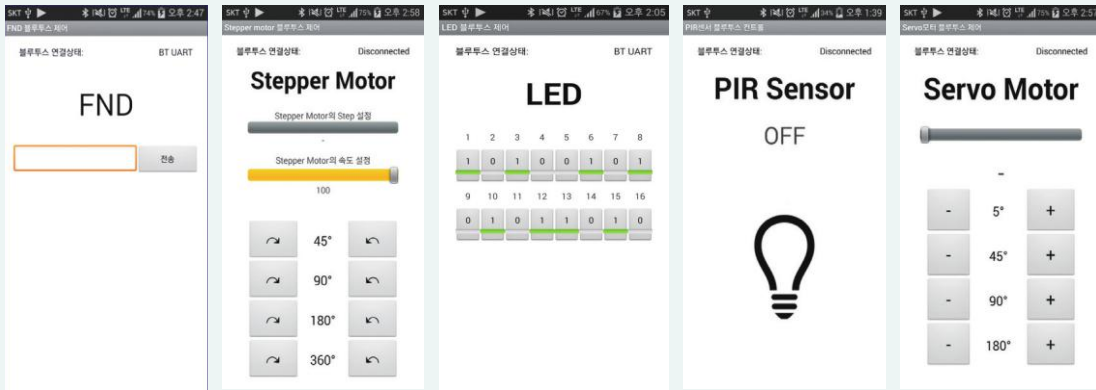 SKT 74% 오후 2:47
FND 블루투스 제어
블루투스 연결상태: BT UART
FND
전송
SKT LTE 75% 오후 2:58
Stepper motor 블루투스 제어
블루투스 연결상태: Disconnected
Stepper Motor
Stepper Motor의 Step 설정
-
Stepper Motor의 속도 설정
100
45°
90°
180°
360°
SKT LTE 67% 오후 2:05
LED 블루투스 제어
블루투스 연결상태: BT UART
LED
1 2 3 4 5 6 7 8
1 0 1 0 0 1 0 1
9 10 11 12 13 14 15 16
0 1 0 1 1 0 1 0
SKT LTE 34% 오후 1:39
PIR센서 블루투스 컨트롤
블루투스 연결상태: Disconnected
PIR Sensor
OFF
SKT LTE 75% 오후 2:57
Servo모터 블루투스 제어
블루투스 연결상태: Disconnected
Servo Motor
-
- 5° +
- 45° +
- 90° +
- 180° +